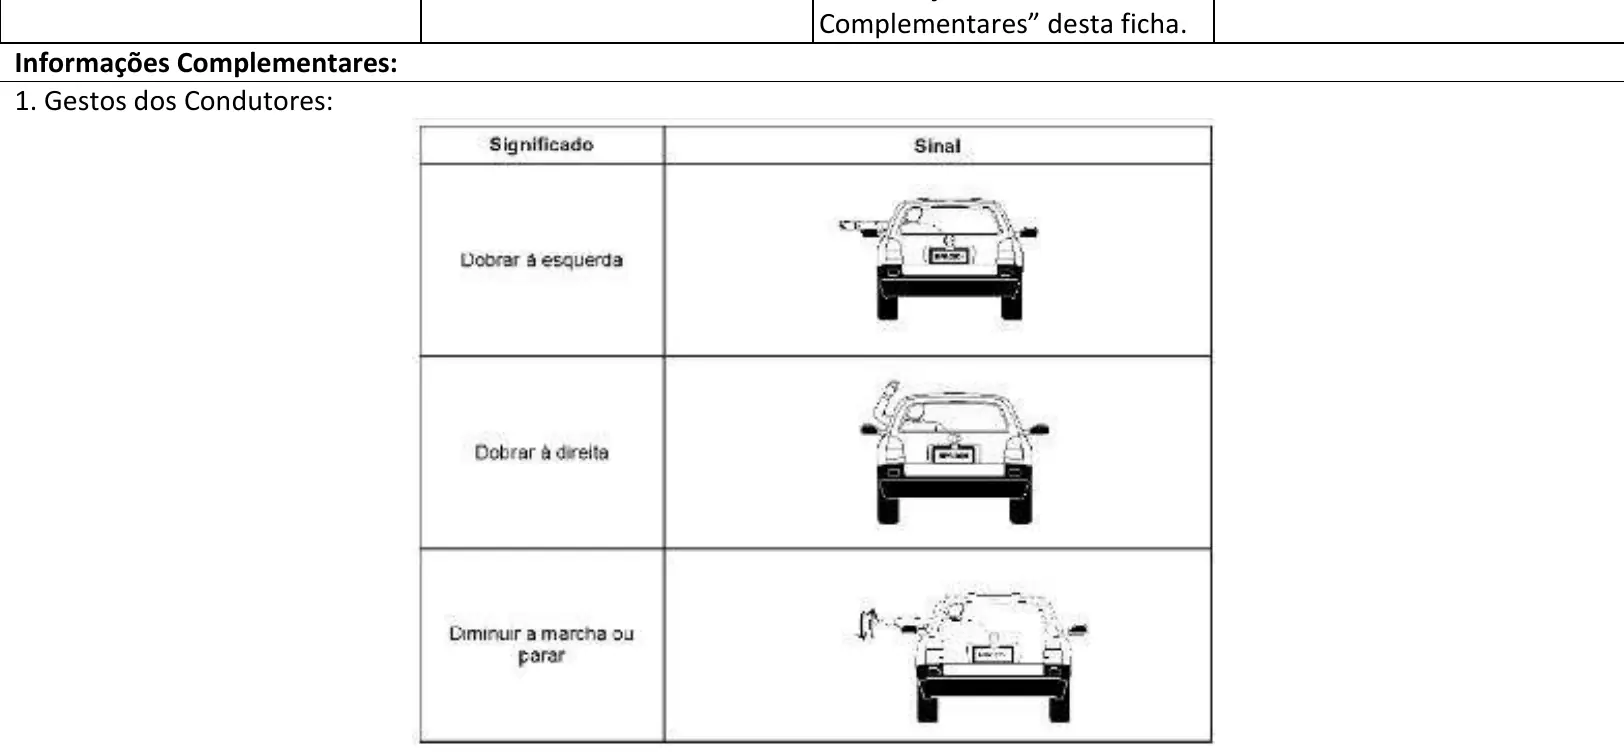 Complementares” desta ficha.
Informações Complementares:
1. Gestos dos Condutores:
Significado
Sinal
Dobrar à esquerda
Dobrar à direita
Diminuir a marcha ou
parar